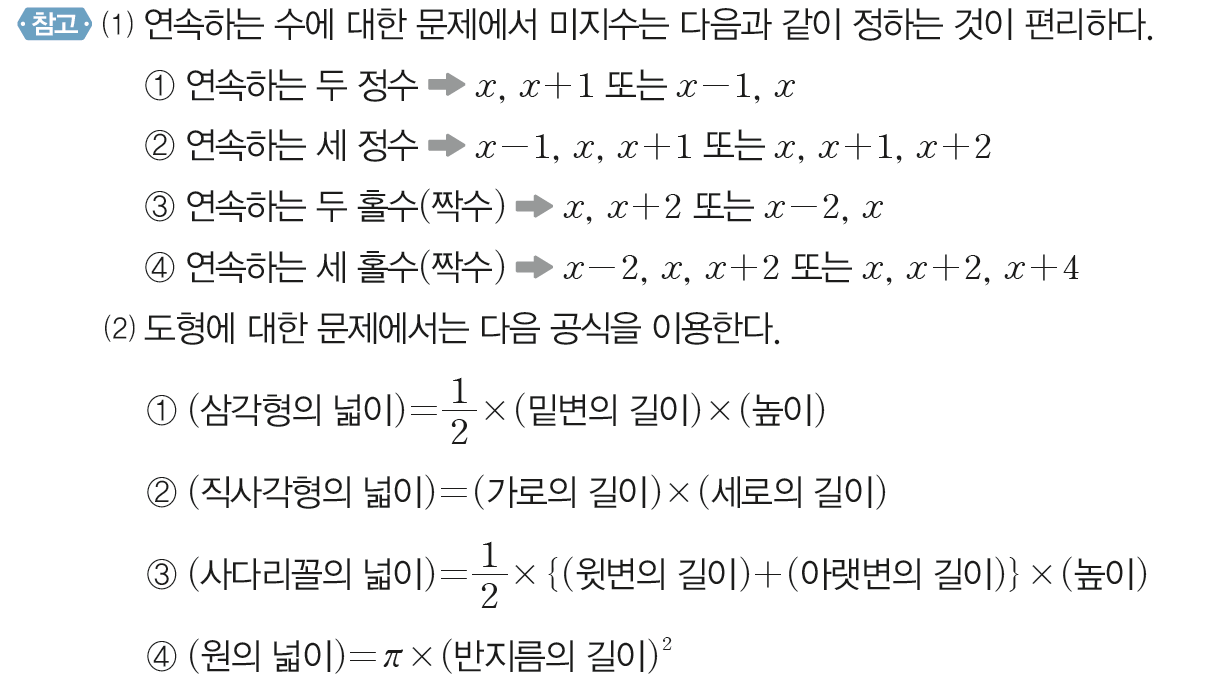 참고 (1) 연속하는 수에 대한 문제에서 미지수는 다음과 같이 정하는 것이 편리하다.
① 연속하는 두 정수 ➡ x, x+1 또는 x-1, x
② 연속하는 세 정수 ➡ x-1, x, x+1 또는 x, x+1, x+2
③ 연속하는 두 홀수(짝수) ➡ x, x+2 또는 x-2, x
④ 연속하는 세 홀수(짝수) ➡ x-2, x, x+2 또는 x, x+2, x+4
(2) 도형에 대한 문제에서는 다음 공식을 이용한다.
① (삼각형의 넓이)=1/2×(밑변의 길이)×(높이)
② (직사각형의 넓이)=(가로의 길이)×(세로의 길이)
③ (사다리꼴의 넓이)=1/2×{(윗변의 길이)+(아랫변의 길이)}×(높이)
④ (원의 넓이)=π×(반지름의 길이)²